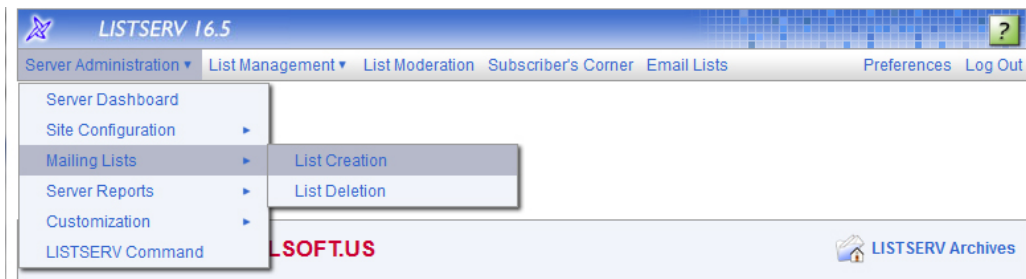 LISTSERV 16.5
?
Server Administration ▾ List Management ▾ List Moderation Subscriber's Corner Email Lists Preferences Log Out
Server Dashboard
Site Configuration ▸
Mailing Lists ▸ List Creation
Server Reports ▸ List Deletion
Customization ▸
LISTSERV Command LSOFT.US LISTSERV Archives